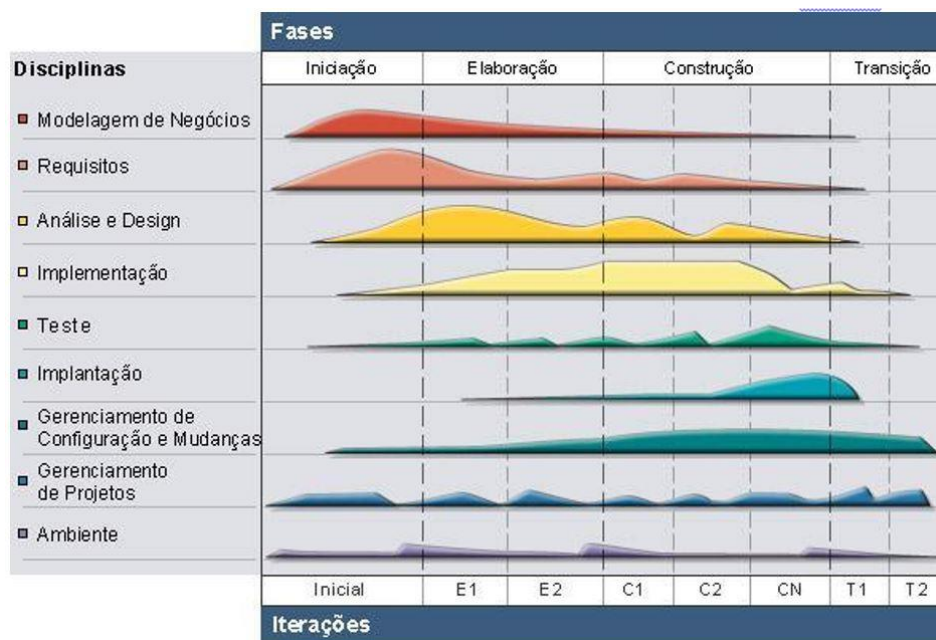 Fases
Disciplinas
Iniciação Elaboração Construção Transição
Modelagem de Negócios
Requisitos
Análise e Design
Implementação
Teste
Implantação
Gerenciamento de
Configuração e Mudanças
Gerenciamento
de Projetos
Ambiente
Inicial E1 E2 C1 C2 CN T1 T2
Iterações